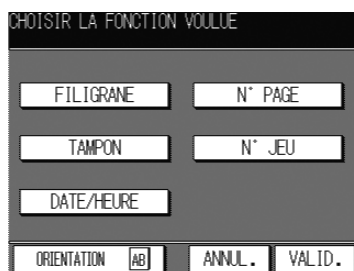 CHOISIR LA FONCTION VOULUE
FILIGRANE
N° PAGE
TAMPON
N° JEU
DATE/HEURE
ORIENTATION AB ANNUL. VALID.